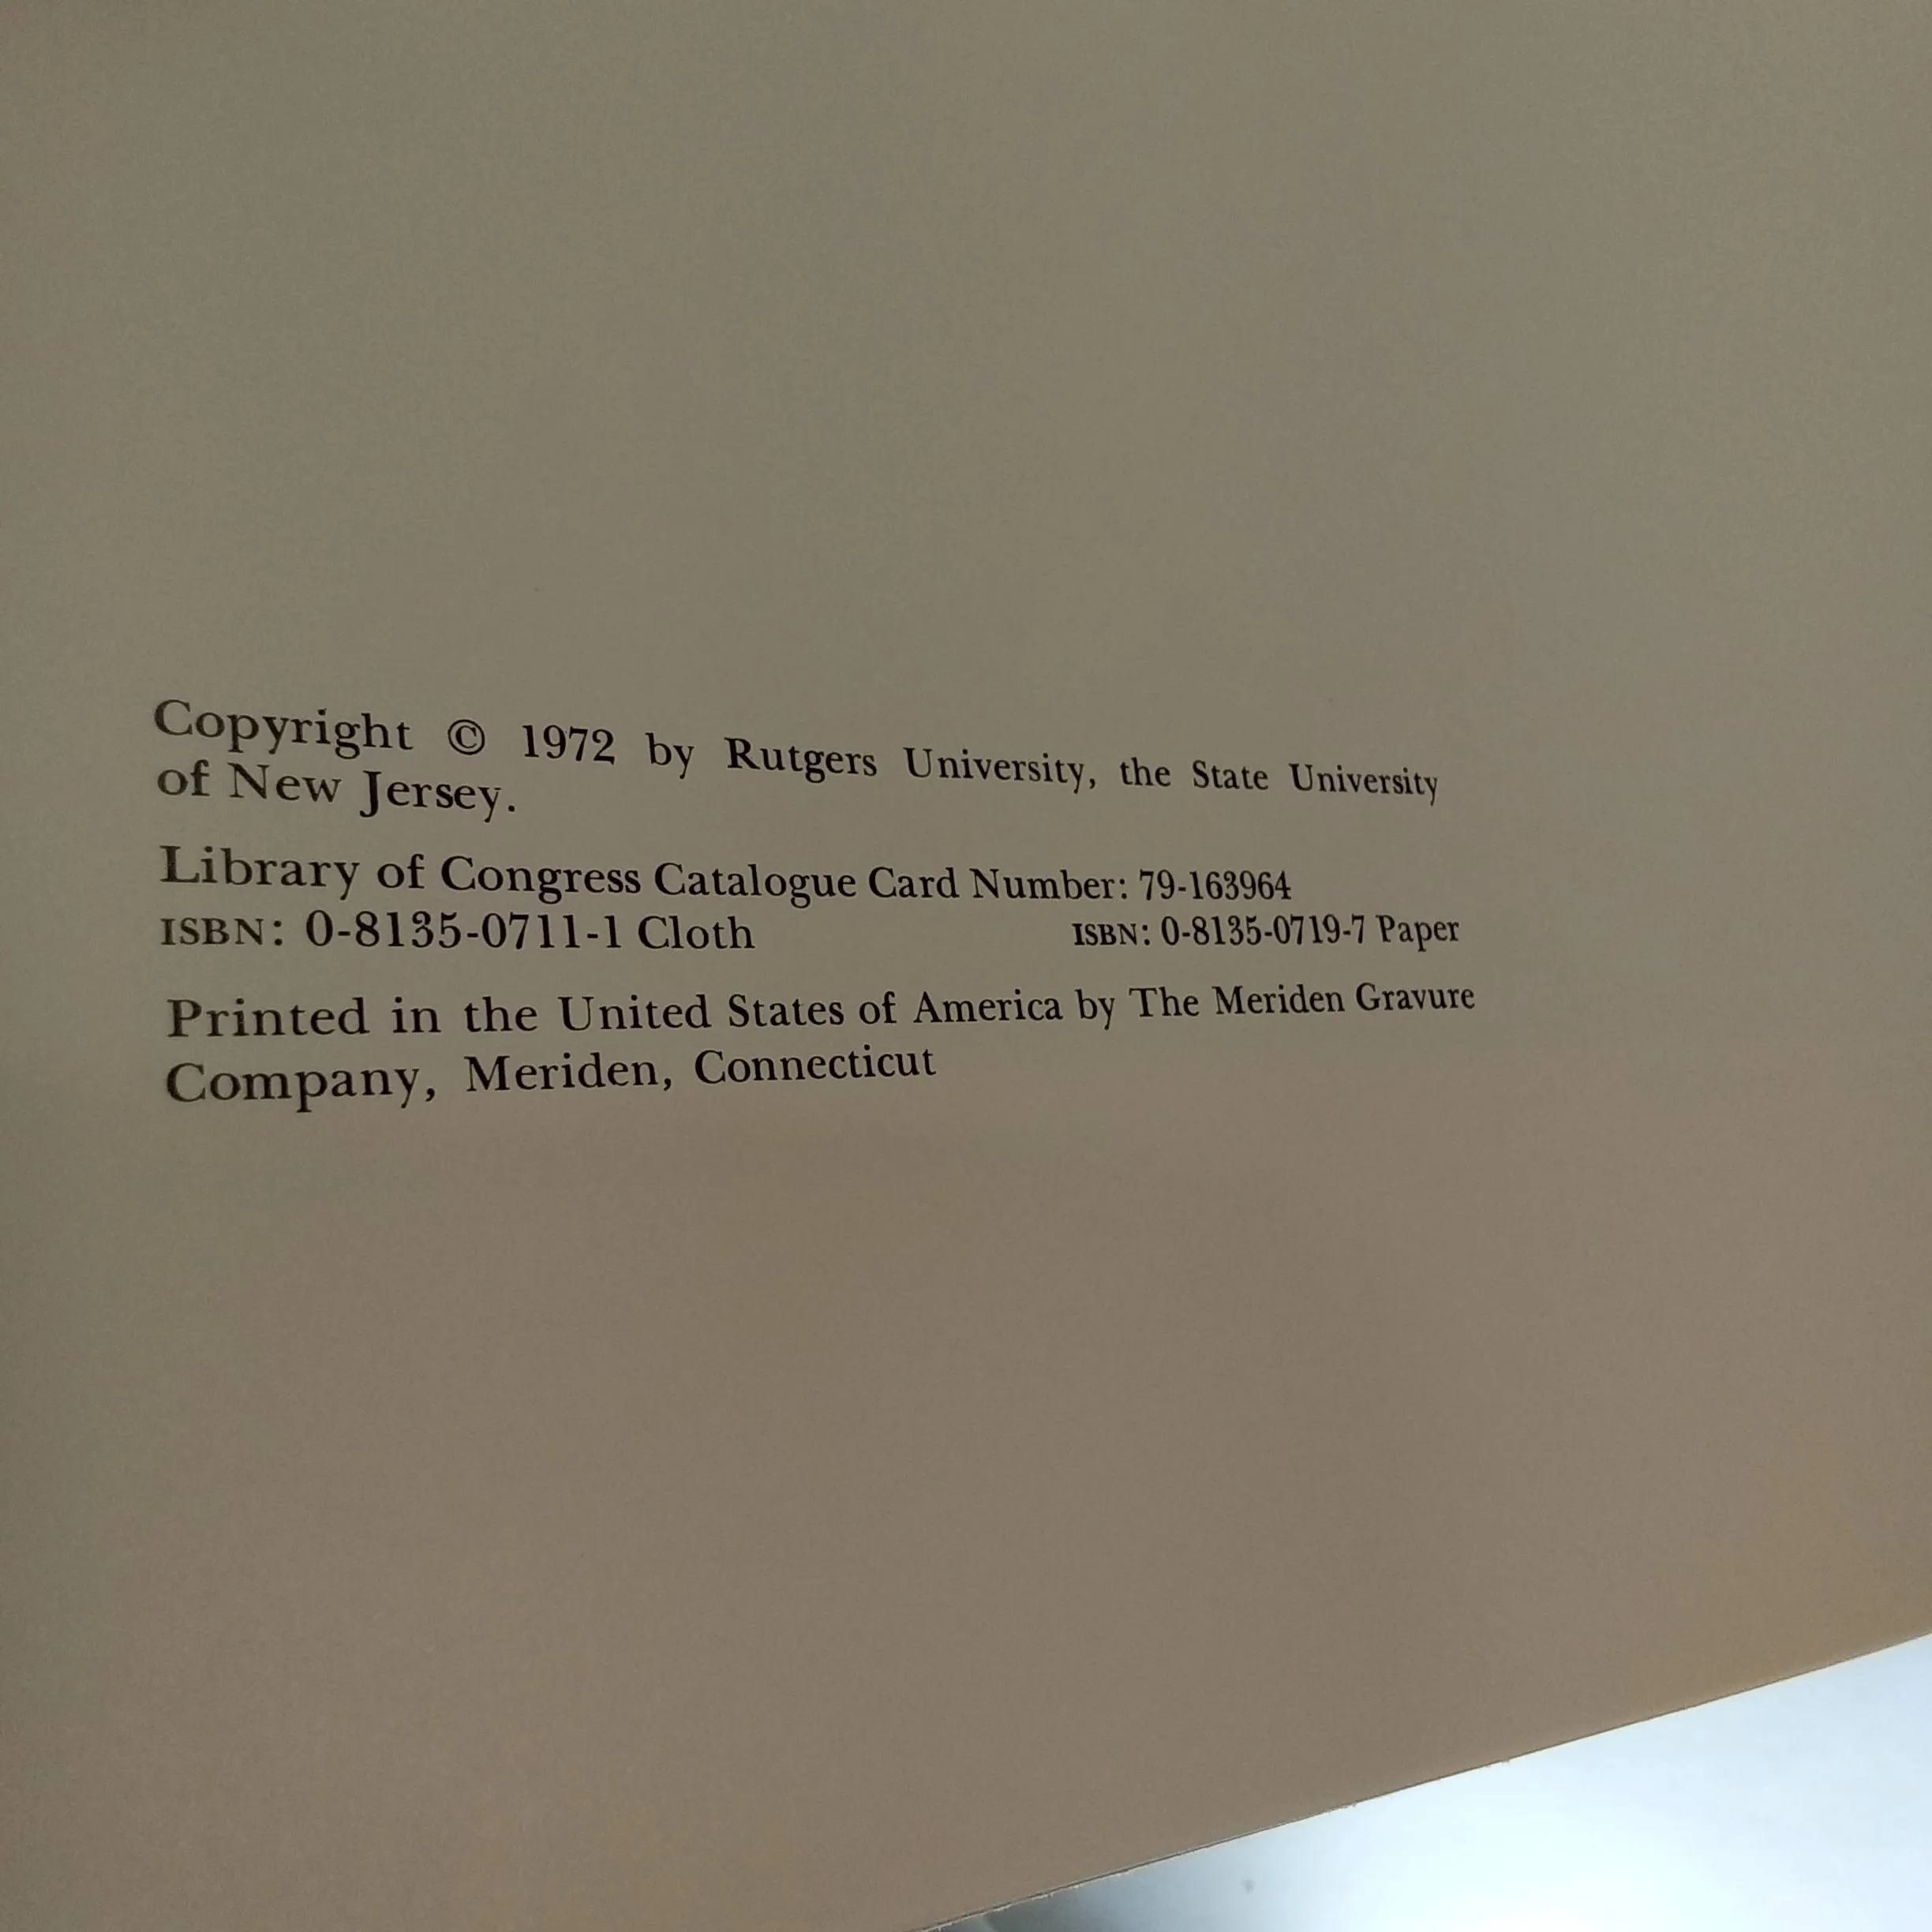 Copyright © 1972 by Rutgers University, the State University
of New Jersey.
Library of Congress Catalogue Card Number: 79-163964
ISBN: 0-8135-0711-1 Cloth ISBN: 0-8135-0719-7 Paper
Printed in the United States of America by The Meriden Gravure
Company, Meriden, Connecticut